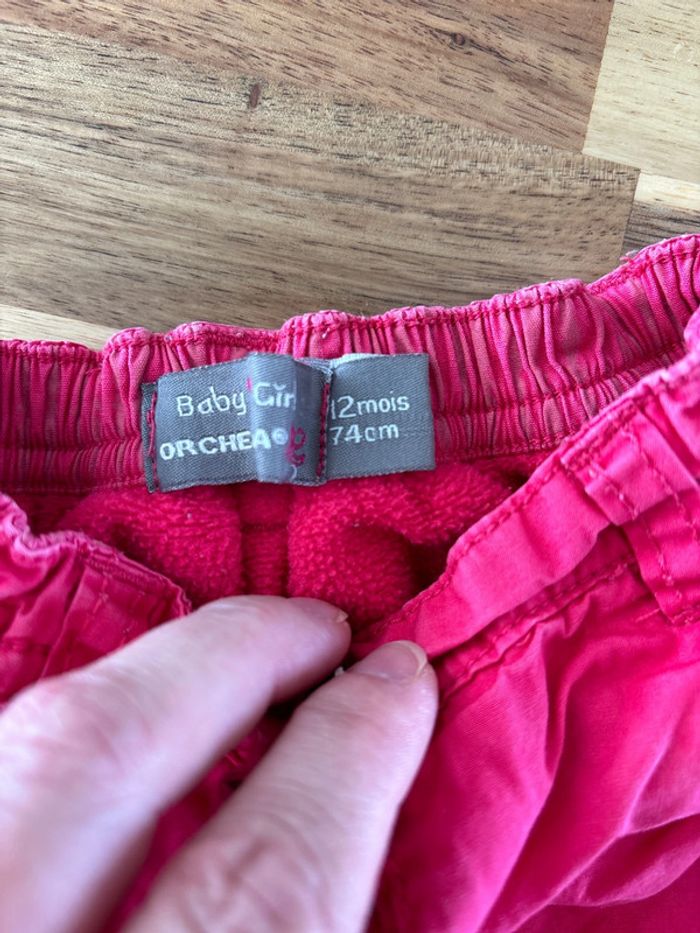 Baby Girl
ORCHEA
12mois
74cm